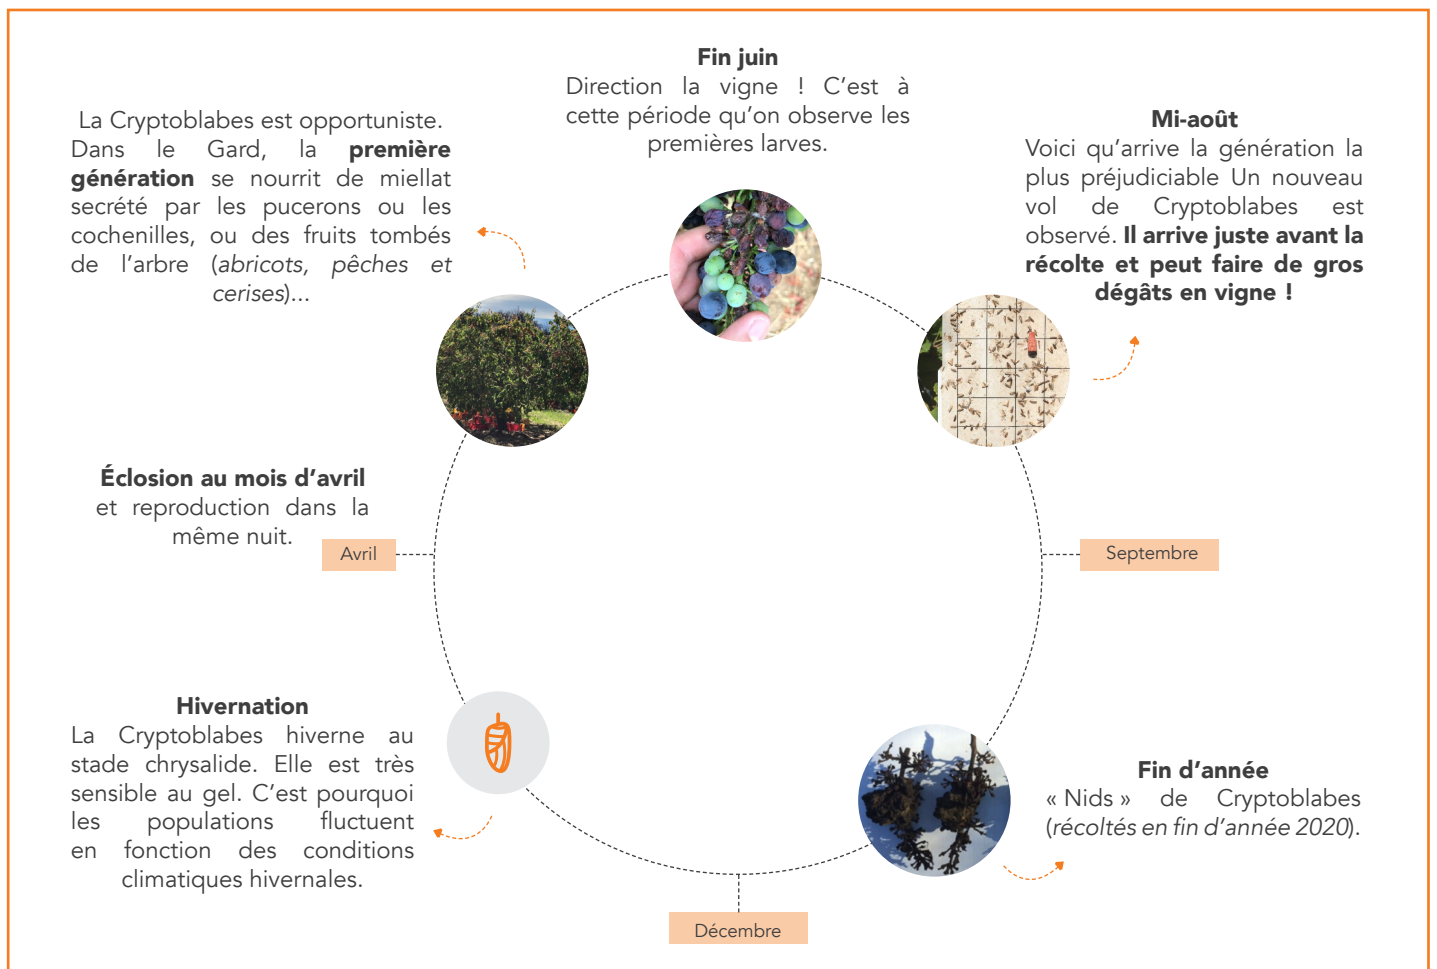 Fin juin
Direction la vigne ! C’est à
cette période qu’on observe les
premières larves.
La Cryptoblabes est opportuniste.
Dans le Gard, la première
génération se nourrit de miellat
secrété par les pucerons ou les
cochenilles, ou des fruits tombés
de l’arbre (abricots, pêches et
cerises)...
Mi-août
Voici qu’arrive la génération la
plus préjudiciable Un nouveau
vol de Cryptoblabes est
observé. Il arrive juste avant la
récolte et peut faire de gros
dégâts en vigne !
Éclosion au mois d’avril
et reproduction dans la
même nuit.
Avril
Septembre
Hivernation
La Cryptoblabes hiverne au
stade chrysalide. Elle est très
sensible au gel. C’est pourquoi
les populations fluctuent
en fonction des conditions
climatiques hivernales.
Fin d’année
« Nids » de Cryptoblabes
(récoltés en fin d’année 2020).
Décembre